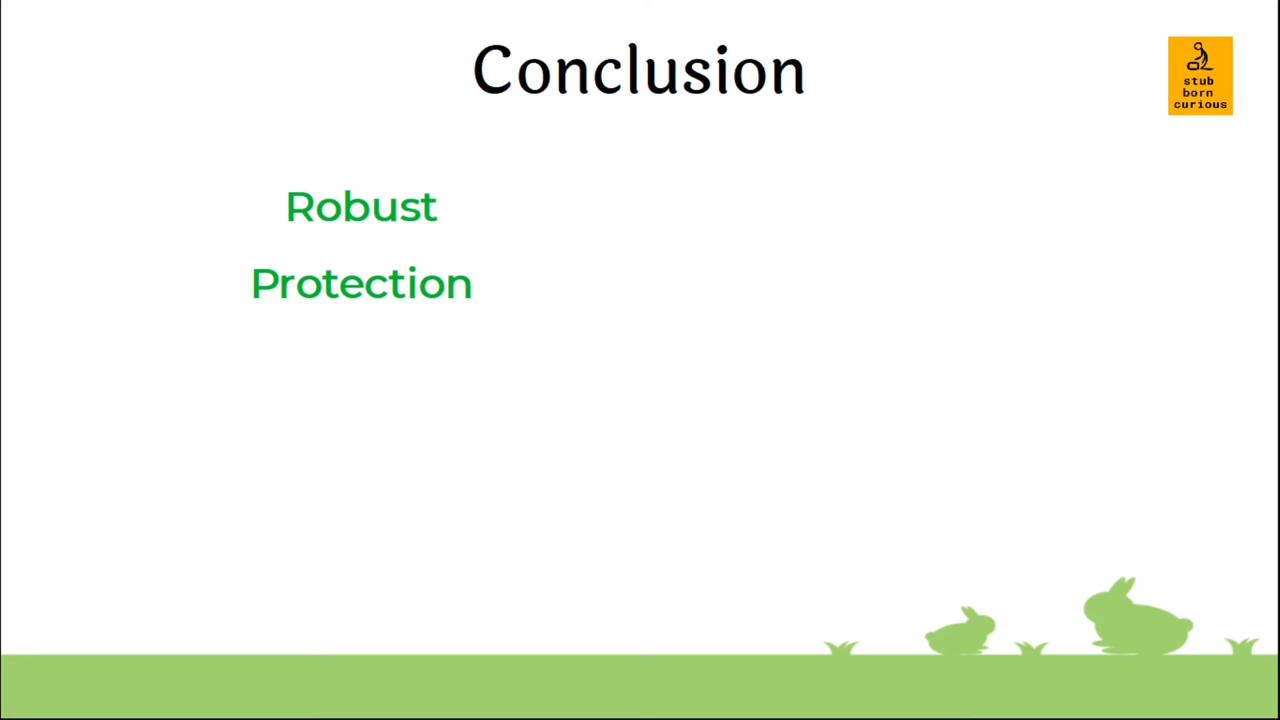 Conclusion
stub
born
curious
Robust
Protection